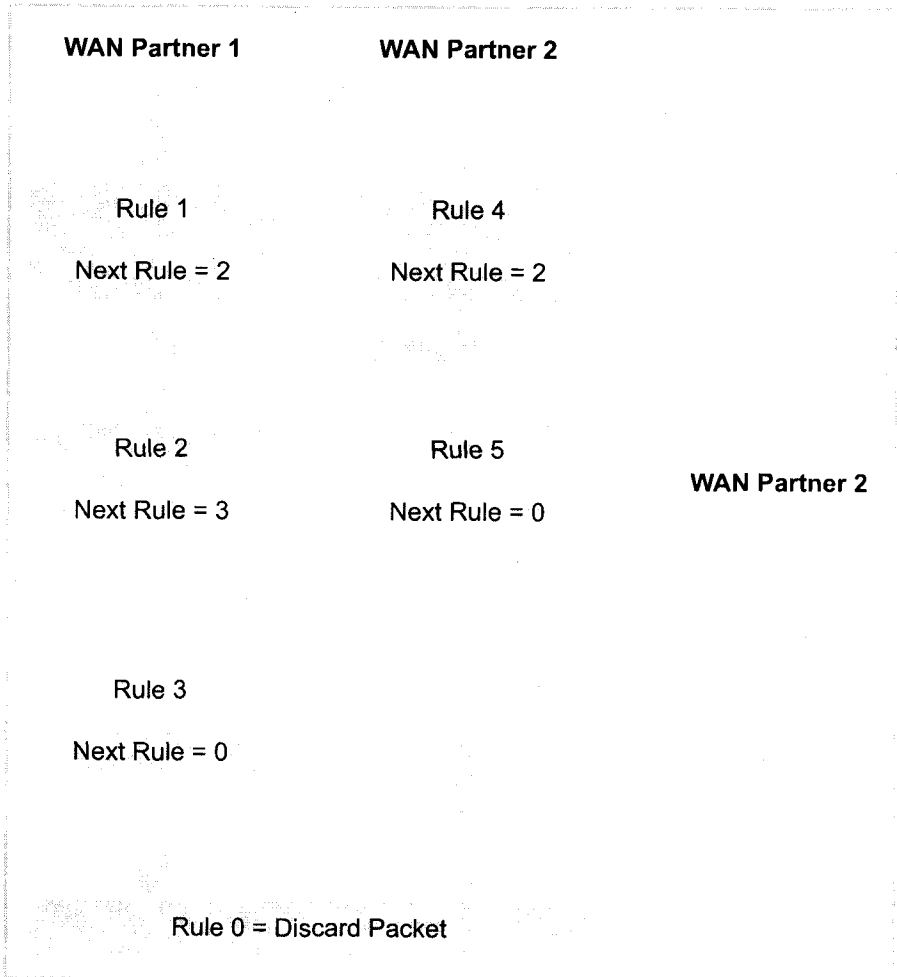 WAN Partner 1
WAN Partner 2
Rule 1
Rule 4
Next Rule = 2
Next Rule = 2
Rule 2
Rule 5
WAN Partner 2
Next Rule = 3
Next Rule = 0
Rule 3
Next Rule = 0
Rule 0 = Discard Packet